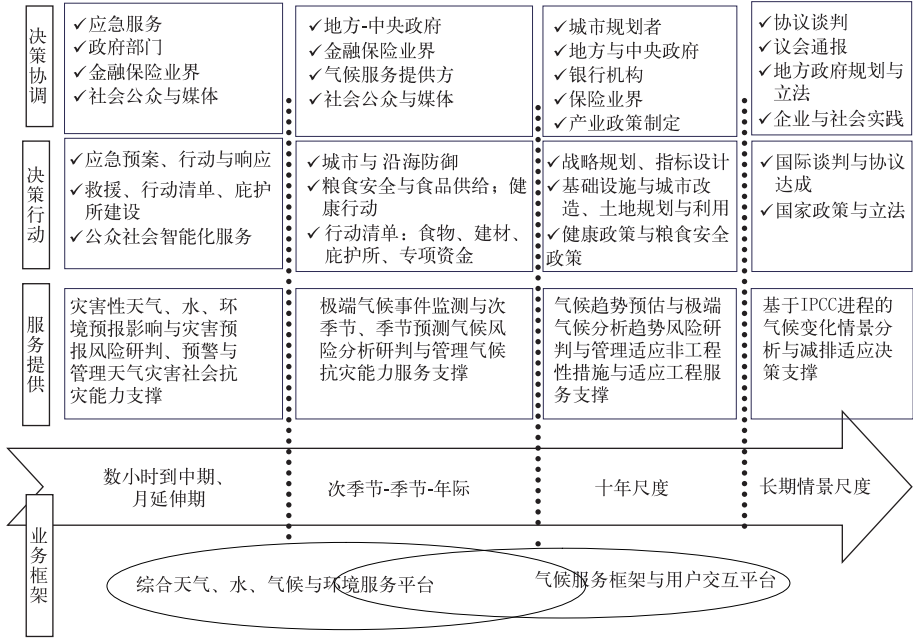 决策协调
✓应急服务
✓政府部门
✓金融保险业界
✓社会公众与媒体
✓地方-中央政府
✓金融保险业界
✓气候服务提供方
✓社会公众与媒体
✓城市规划者
✓地方与中央政府
✓银行机构
✓保险业界
✓产业政策制定
✓协议谈判
✓议会通报
✓地方政府规划与
立法
✓企业与社会实践
决策行动
✓应急预案、行动与响应
✓救援、行动清单、庇护
所建设
✓公众社会智能化服务
✓城市与 沿海防御
✓粮食安全与食品供给；健
康行动
✓行动清单：食物、建材、
庇护所、专项资金
✓战略规划、指标设计
✓基础设施与城市改
造、土地规划与利用
✓健康政策与粮食安全
政策
✓国际谈判与协议
达成
✓国家政策与立法
服务提供
灾害性天气、水、环
境预报影响与灾害预
报风险研判、预警与
管理天气灾害社会抗
灾能力支撑
极端气候事件监测与次
季节、季节预测气候风
险分析研判与管理气候
抗灾能力服务支撑
气候趋势预估与极端
气候分析趋势风险研
判与管理适应非工程
性措施与适应工程服
务支撑
基于IPCC进程的
气候变化情景分
析与减排适应决
策支撑
数小时到中期、
月延伸期
次季节-季节-年际
十年尺度
长期情景尺度
业务框架
综合天气、水、气候与环境服务平台
气候服务框架与用户交互平台